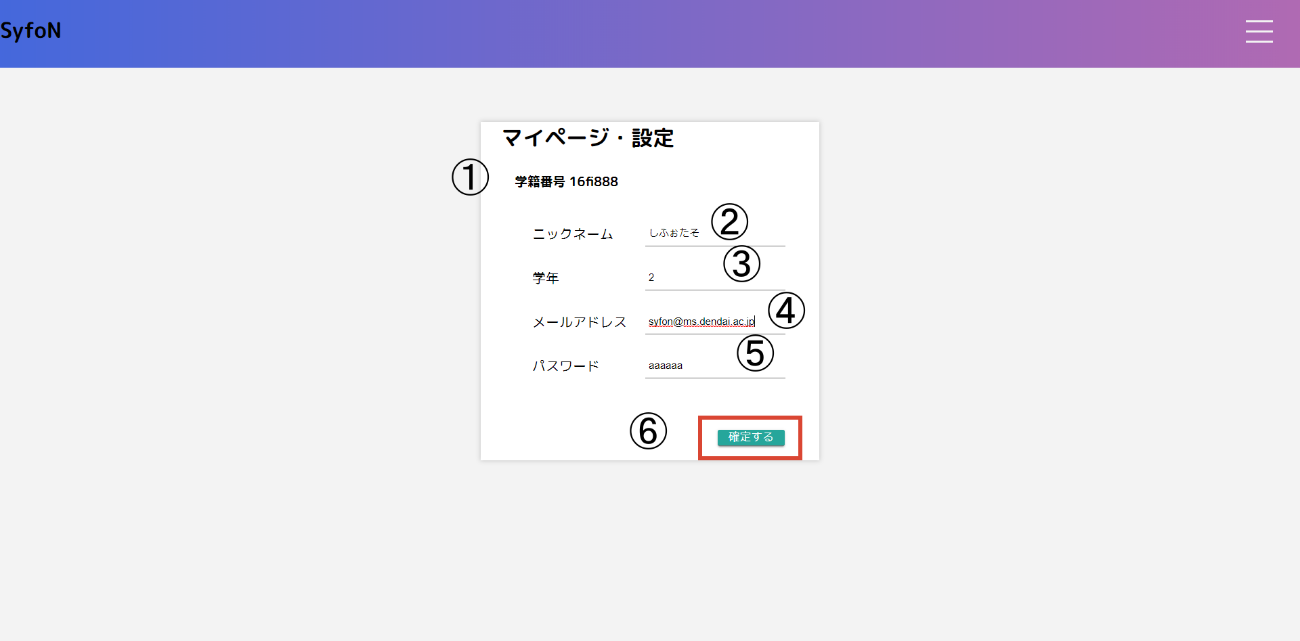 SyfoN
マイページ・設定
① 学籍番号 16fi888
ニックネーム しふぉたそ ②
学年 2 ③
メールアドレス syfon@ms.dendai.ac.jp ④
パスワード aaaaaa ⑤
⑥ 確定する